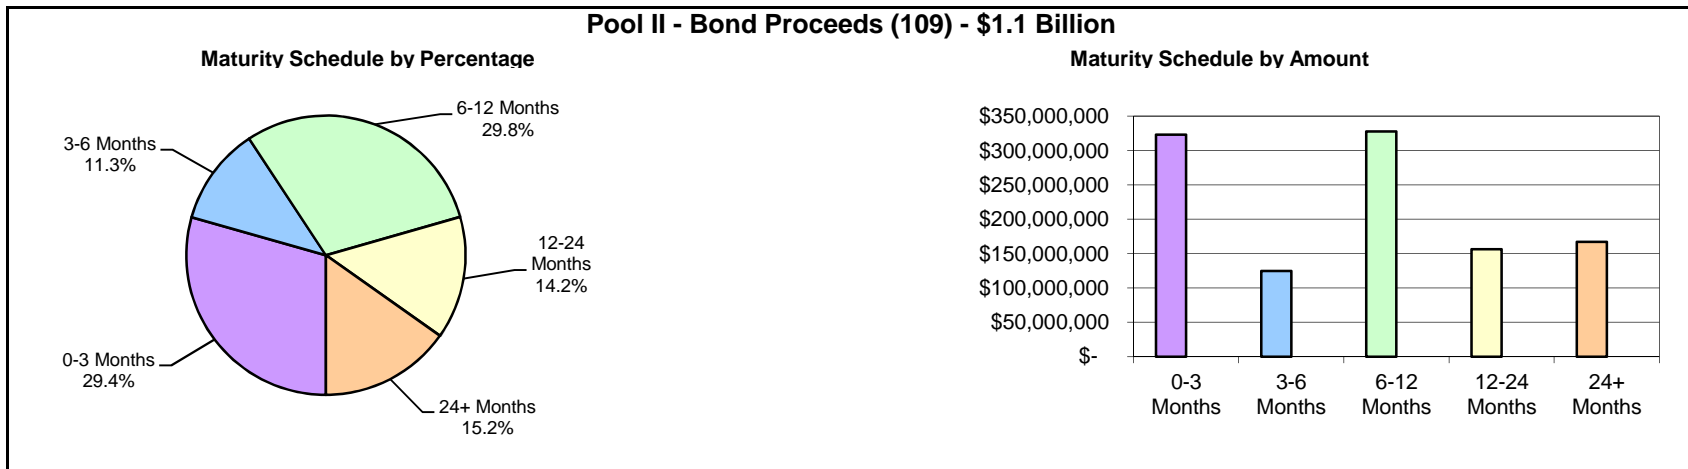 Pool II - Bond Proceeds (109) - $1.1 Billion
Maturity Schedule by Percentage
6-12 Months
29.8%
3-6 Months
11.3%
12-24
Months
14.2%
0-3 Months
29.4%
24+ Months
15.2%
Maturity Schedule by Amount
$350,000,000
$300,000,000
$250,000,000
$200,000,000
$150,000,000
$100,000,000
$50,000,000
$-
0-3
Months
3-6
Months
6-12
Months
12-24
Months
24+
Months